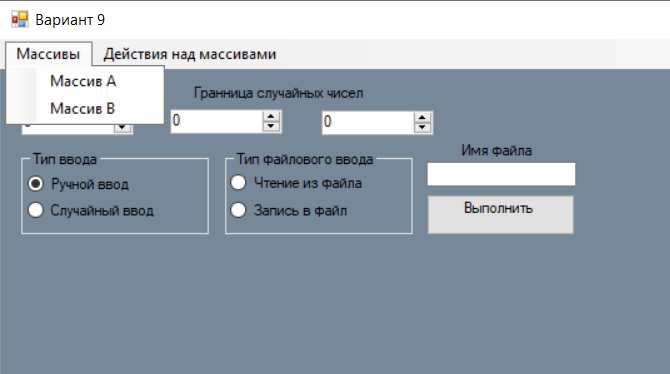 Вариант 9
Массивы Действия над массивами
Массив A
Массив B
Гранница случайных чисел
0 0
Тип ввода
Ручной ввод
Случайный ввод
Тип файлового ввода
Чтение из файла
Запись в файл
Имя файла
Выполнить